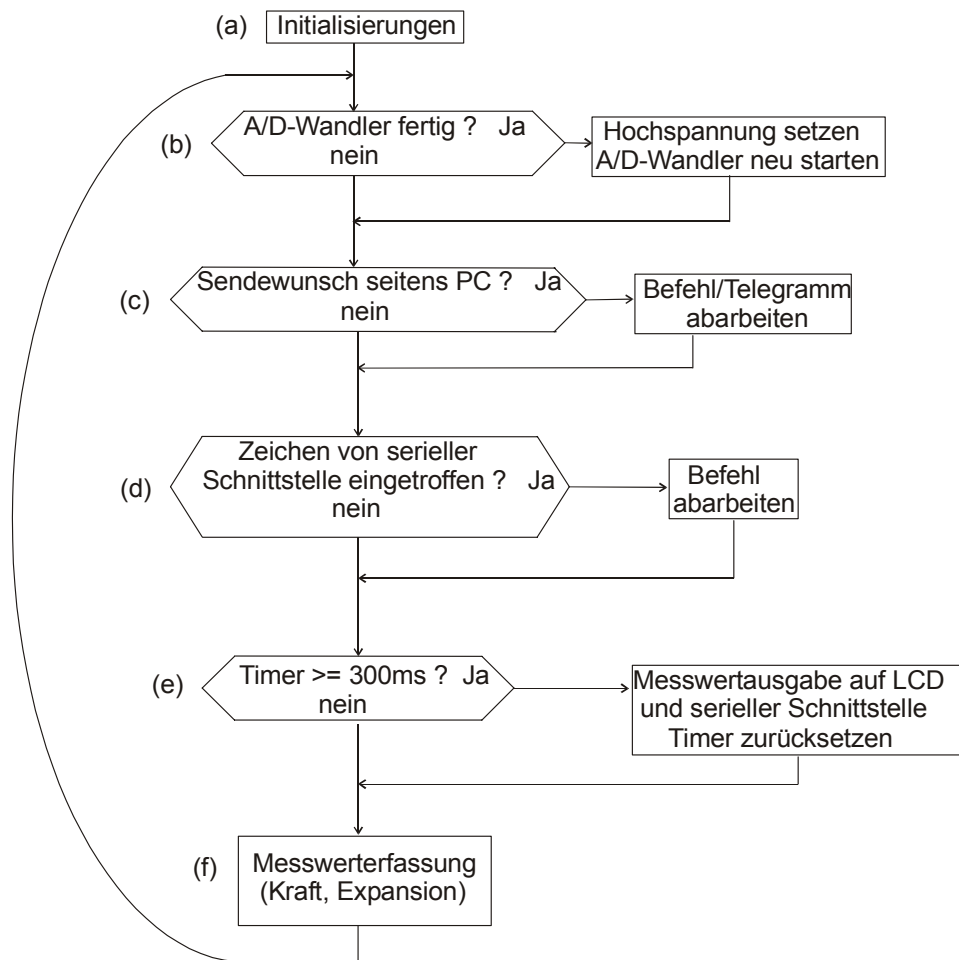 (a) Initialisierungen
(b)
A/D-Wandler fertig ? Ja
nein
Hochspannung setzen
A/D-Wandler neu starten
(c)
Sendewunsch seitens PC ? Ja
nein
Befehl/Telegramm
abarbeiten
(d)
Zeichen von serieller
Schnittstelle eingetroffen ? Ja
nein
Befehl
abarbeiten
(e)
Timer >= 300ms ? Ja
nein
Messwertausgabe auf LCD
und serieller Schnittstelle
Timer zurücksetzen
(f)
Messwerterfassung
(Kraft, Expansion)